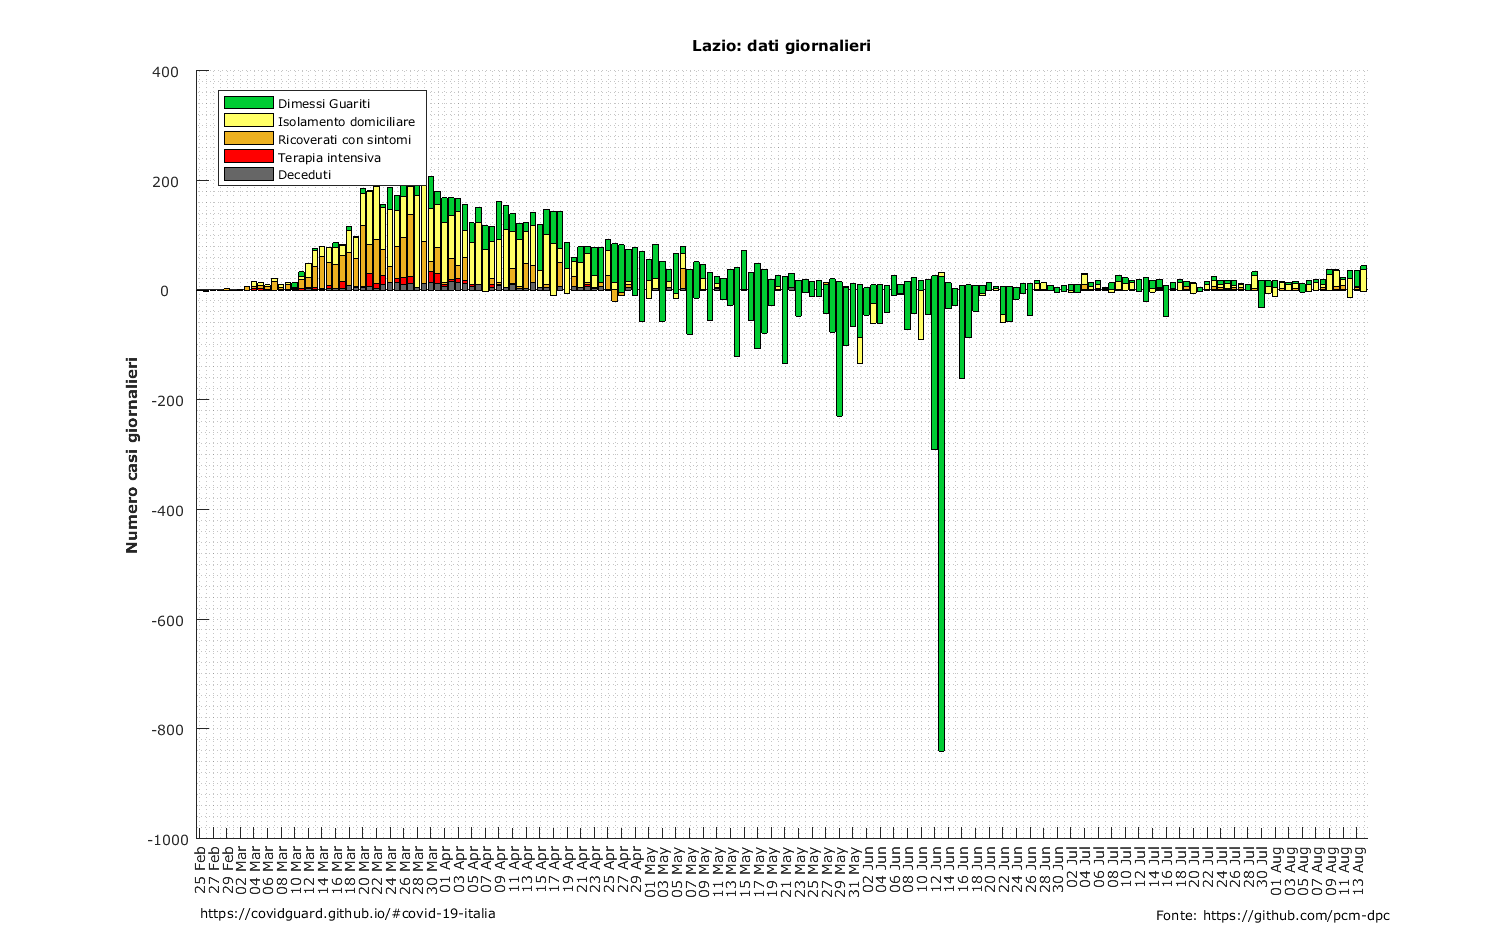 Lazio: dati giornalieri
400
200
0
-200
-400
-600
-800
-1000
Numero casi giornalieri
Dimessi Guariti
Isolamento domiciliare
Ricoverati con sintomi
Terapia intensiva
Deceduti
25 Feb
27 Feb
29 Feb
02 Mar
04 Mar
06 Mar
08 Mar
10 Mar
12 Mar
14 Mar
16 Mar
18 Mar
20 Mar
22 Mar
24 Mar
26 Mar
28 Mar
30 Mar
01 Apr
03 Apr
05 Apr
07 Apr
09 Apr
11 Apr
13 Apr
15 Apr
17 Apr
19 Apr
21 Apr
23 Apr
25 Apr
27 Apr
29 Apr
01 May
03 May
05 May
07 May
09 May
11 May
13 May
15 May
17 May
19 May
21 May
23 May
25 May
27 May
29 May
31 May
02 Jun
04 Jun
06 Jun
08 Jun
10 Jun
12 Jun
14 Jun
16 Jun
18 Jun
20 Jun
22 Jun
24 Jun
26 Jun
28 Jun
30 Jun
02 Jul
04 Jul
06 Jul
08 Jul
10 Jul
12 Jul
14 Jul
16 Jul
18 Jul
20 Jul
22 Jul
24 Jul
26 Jul
28 Jul
30 Jul
01 Aug
03 Aug
05 Aug
07 Aug
09 Aug
11 Aug
13 Aug
https://covidguard.github.io/#covid-19-italia
Fonte: https://github.com/pcm-dpc